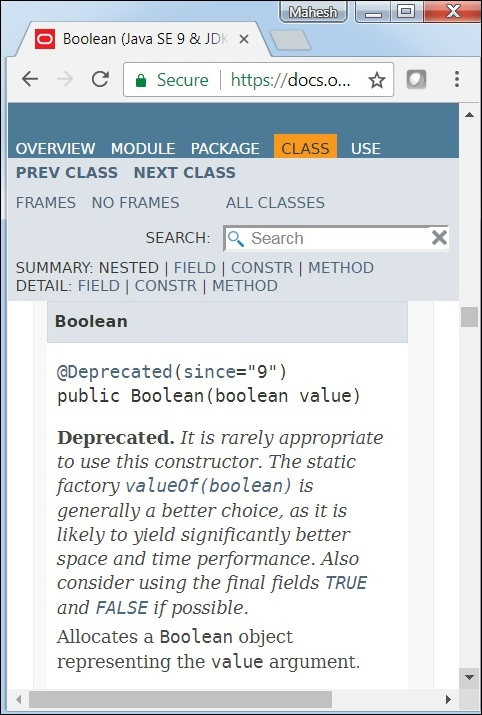 Mahesh
Boolean (Java SE 9 & JDK
Secure https://docs.o...
OVERVIEW MODULE PACKAGE CLASS USE
PREV CLASS NEXT CLASS
FRAMES NO FRAMES ALL CLASSES
SEARCH: Search
SUMMARY: NESTED | FIELD | CONSTR | METHOD
DETAIL: FIELD | CONSTR | METHOD
Boolean
@Deprecated(since="9")
public Boolean(boolean value)
Deprecated. It is rarely appropriate
to use this constructor. The static
factory valueOf(boolean) is
generally a better choice, as it is
likely to yield significantly better
space and time performance. Also
consider using the final fields TRUE
and FALSE if possible.
Allocates a Boolean object
representing the value argument.